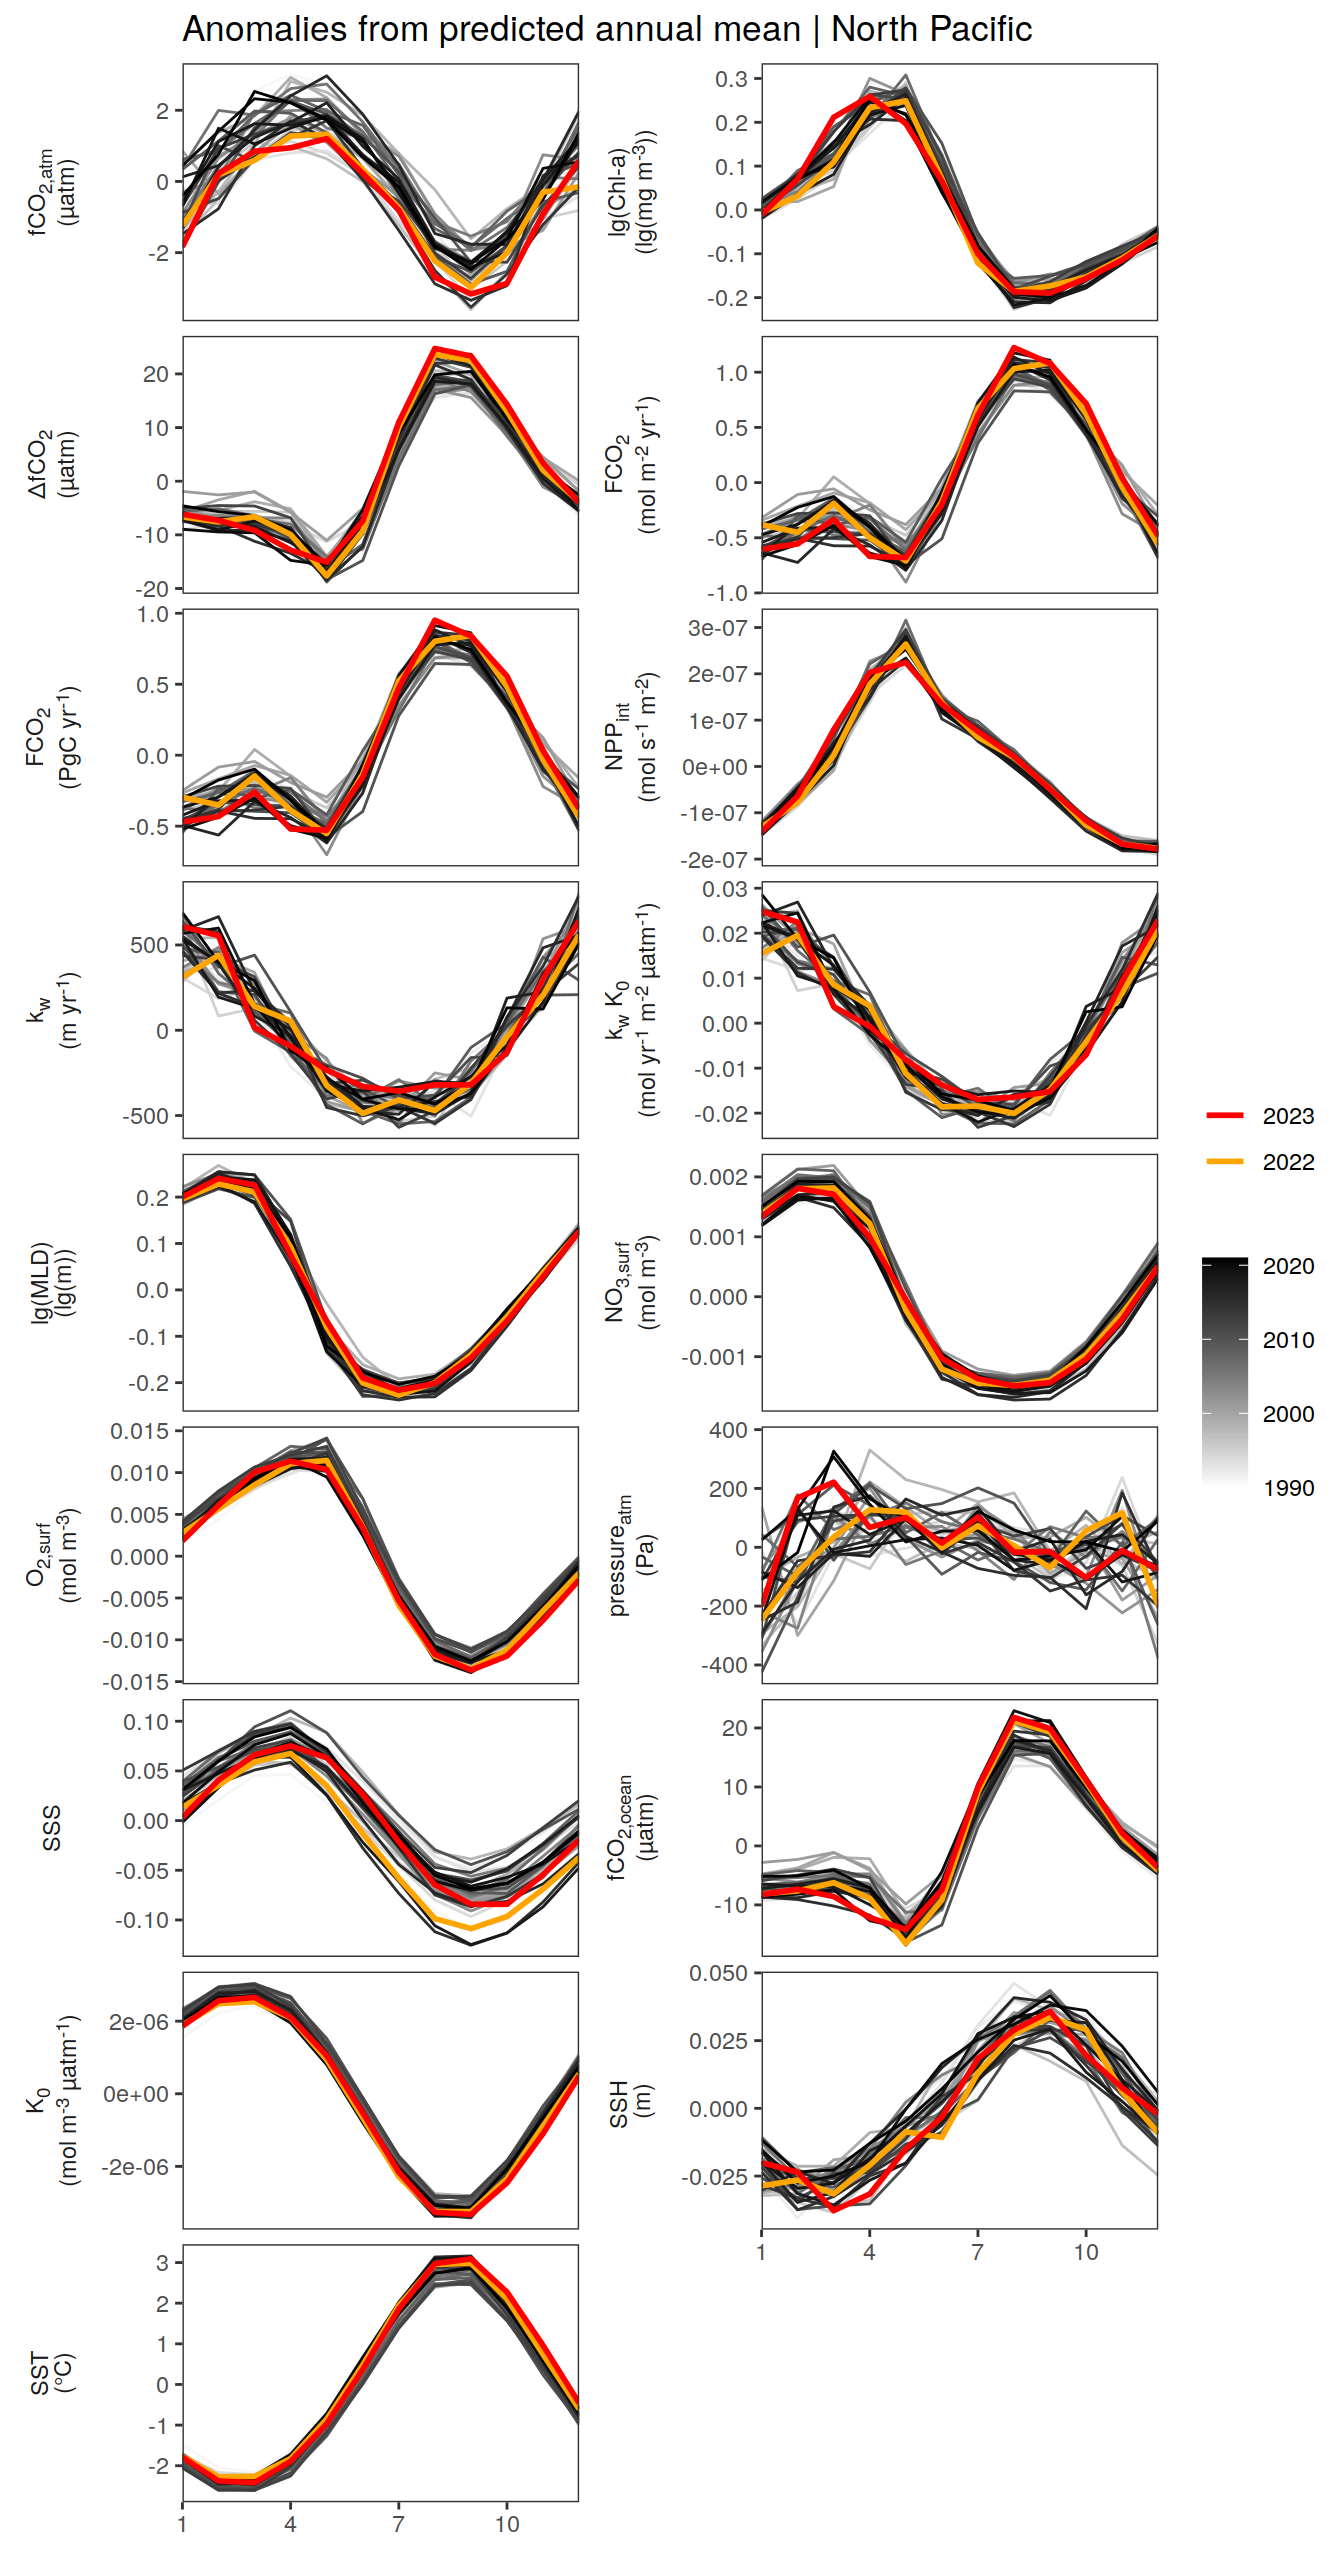 Anomalies from predicted annual mean | North Pacific
fCO2,atm
(µatm)
2
0
-2
lg(Chl-a)
(lg(mg m-3))
0.3
0.2
0.1
0.0
-0.1
-0.2
ΔfCO2
(µatm)
20
10
0
-10
-20
FCO2
(mol m-2 yr-1)
1.0
0.5
0.0
-0.5
-1.0
FCO2
(PgC yr-1)
1.0
0.5
0.0
-0.5
NPPint
(mol s-1 m-2)
3e-07
2e-07
1e-07
0e+00
-1e-07
-2e-07
kw
(m yr-1)
500
0
-500
kw K0
(mol yr-1 m-2 µatm-1)
0.03
0.02
0.01
0.00
-0.01
-0.02
lg(MLD)
(lg(m))
0.2
0.1
0.0
-0.1
-0.2
NO3,surf
(mol m-3)
0.002
0.001
0.000
-0.001
O2,surf
(mol m-3)
0.015
0.010
0.005
0.000
-0.005
-0.010
-0.015
pressureatm
(Pa)
400
200
0
-200
-400
SSS
0.10
0.05
0.00
-0.05
-0.10
fCO2,ocean
(µatm)
20
10
0
-10
K0
(mol m-3 µatm-1)
2e-06
0e+00
-2e-06
SSH
(m)
0.050
0.025
0.000
-0.025
1
4
7
10
SST
(°C)
3
2
1
0
-1
-2
1
4
7
10
2023
2022
2020
2010
2000
1990